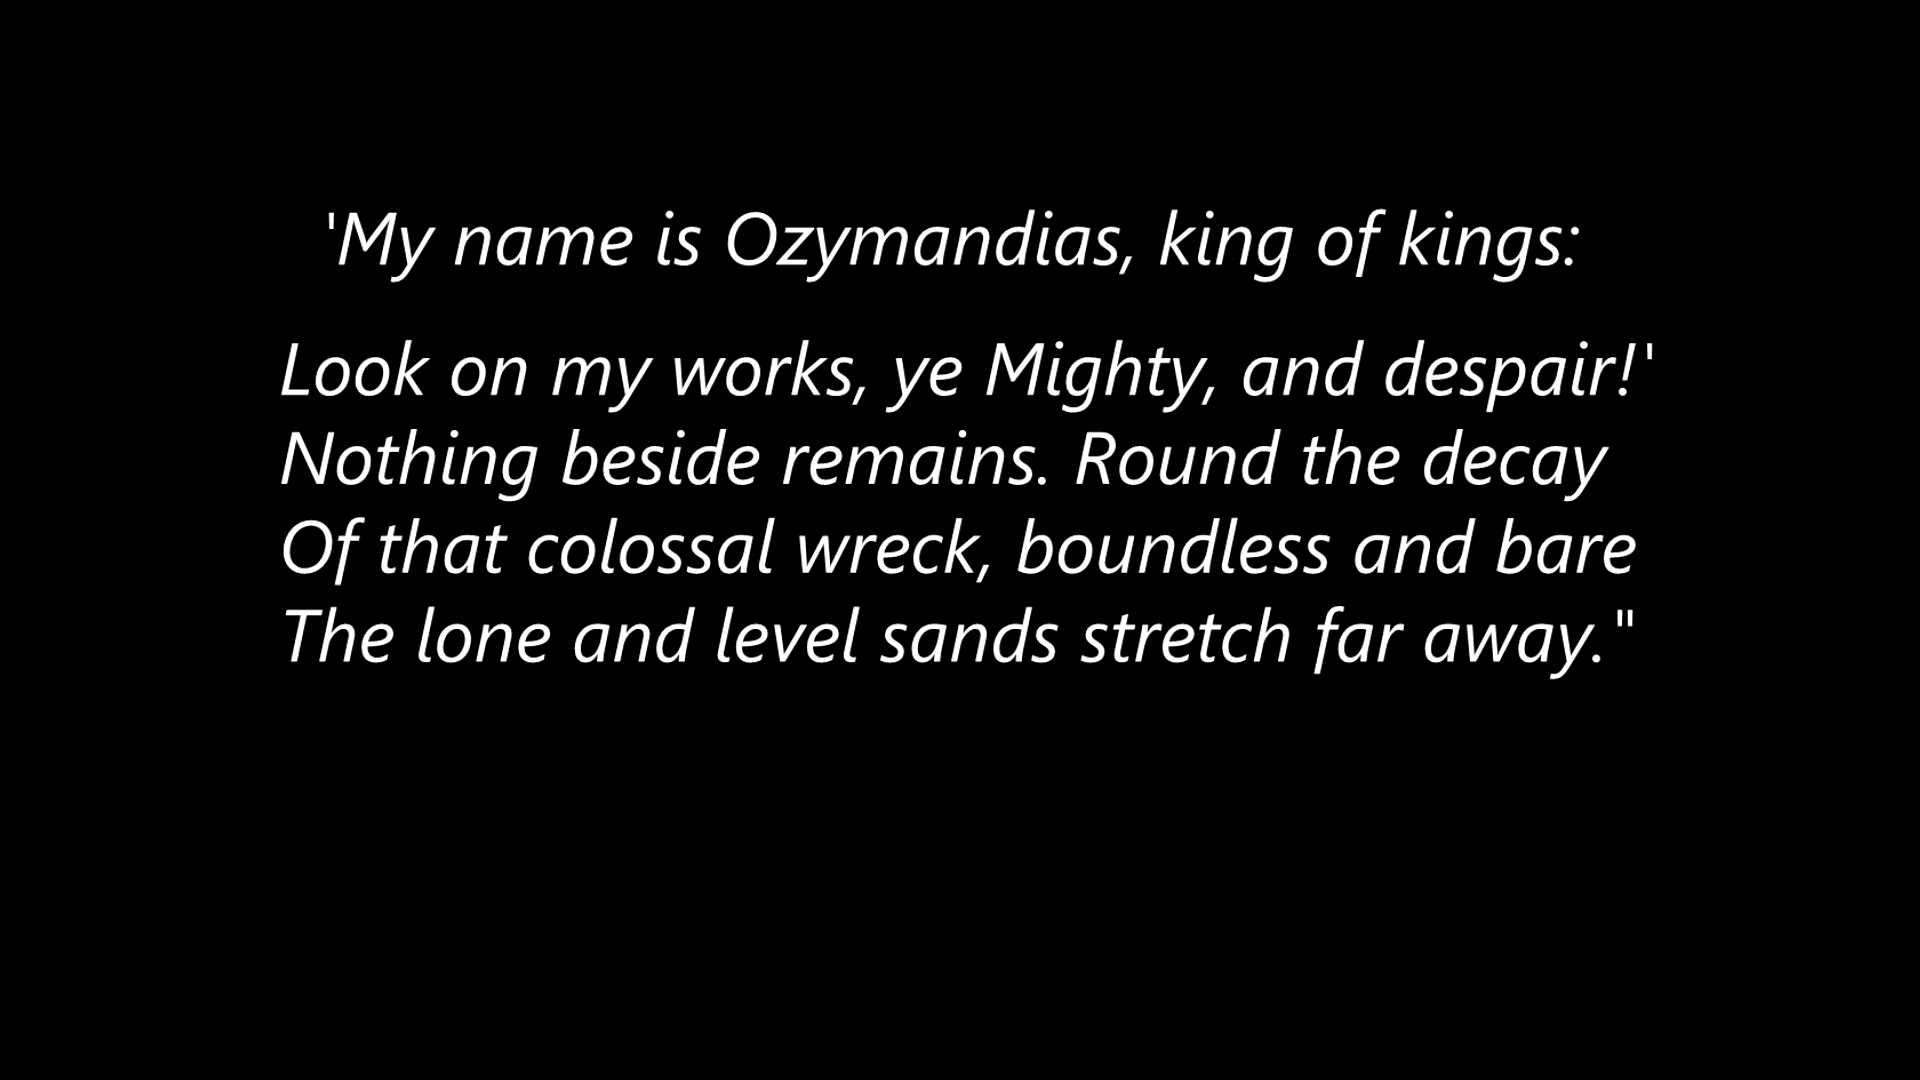 'My name is Ozymandias, king of kings:
Look on my works, ye Mighty, and despair!'
Nothing beside remains. Round the decay
Of that colossal wreck, boundless and bare
The lone and level sands stretch far away."